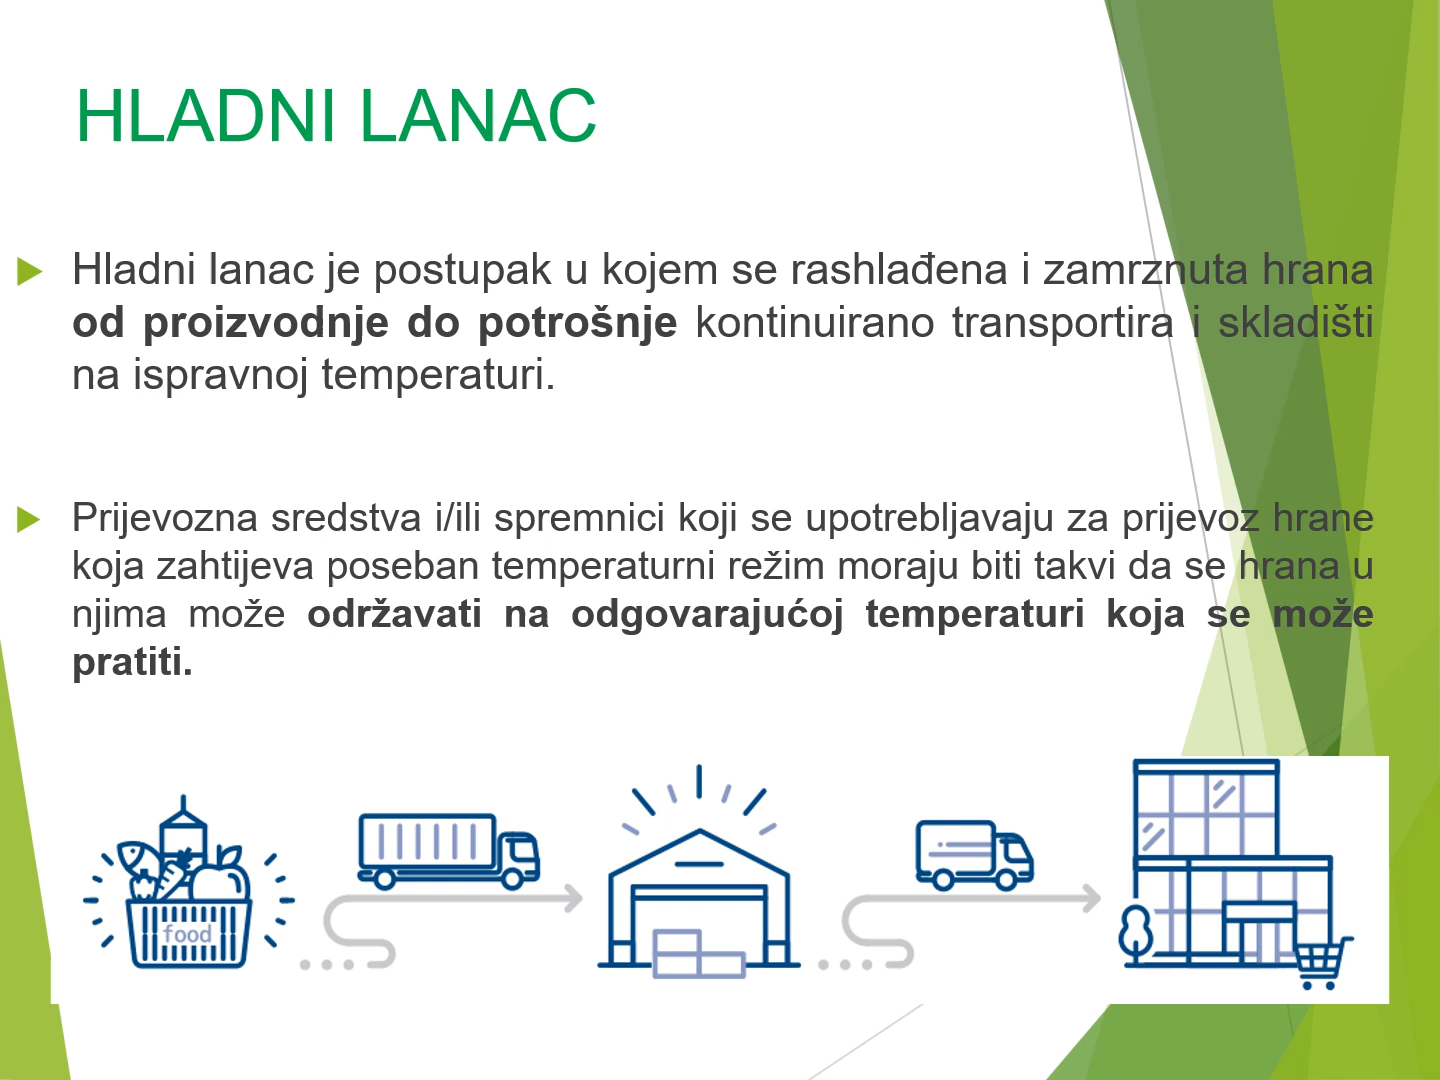 HLADNI LANAC
Hladni lanac je postupak u kojem se rashlađena i zamrznuta hrana
od proizvodnje do potrošnje kontinuirano transportira i skladišti
na ispravnoj temperaturi.
Prijevozna sredstva i/ili spremnici koji se upotrebljavaju za prijevoz hrane
koja zahtijeva poseban temperaturni režim moraju biti takvi da se hrana u
njima može održavati na odgovarajućoj temperaturi koja se može
pratiti.
food